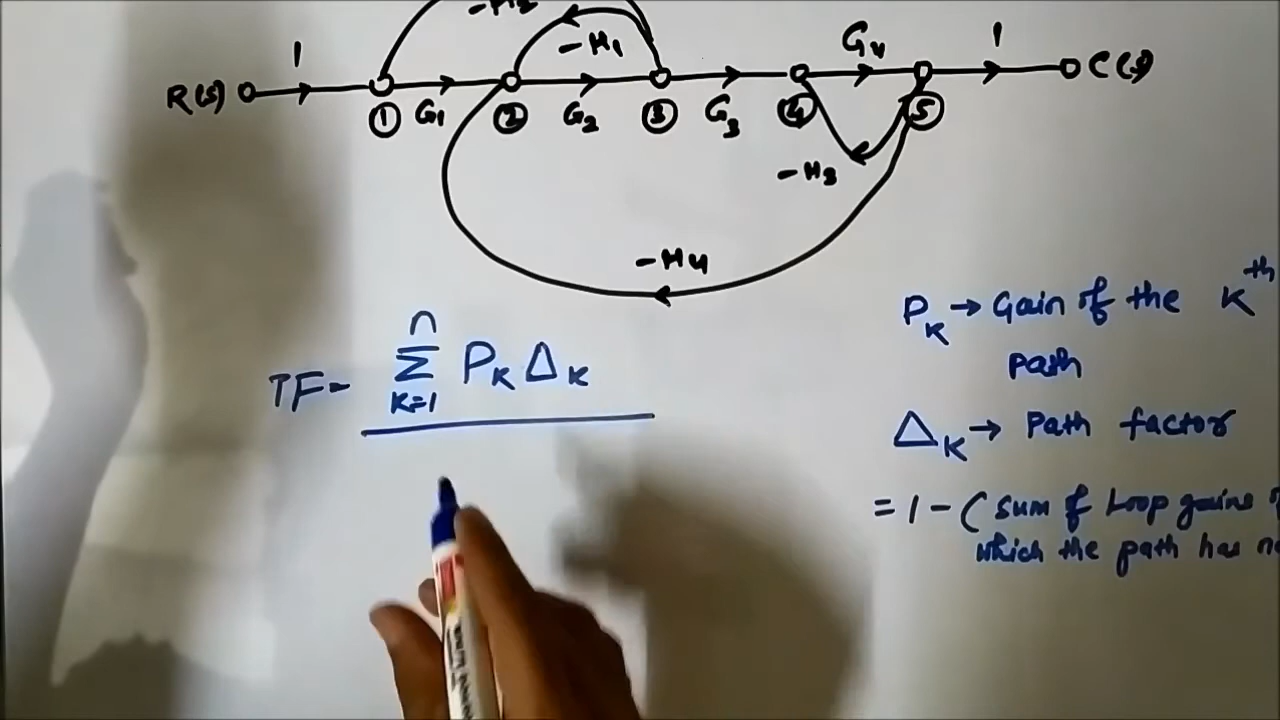 -H2
-H1
G4
1
1
R(s)
C(s)
1 G1 2 G2 3 G3 4 5
-H3
-H4
TF=
n
Σ Pk Δk
k=1
PK → Gain of the Kth
path
ΔK → Path factor
= 1 - ( sum of Loop gains
which the path has